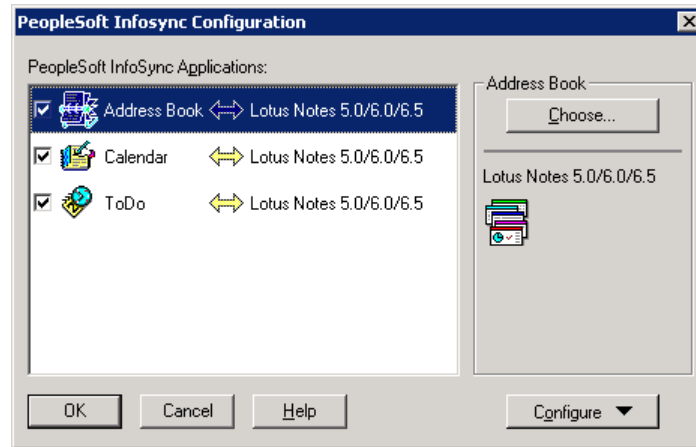 PeopleSoft Infosync Configuration
PeopleSoft InfoSync Applications:
Address Book Lotus Notes 5.0/6.0/6.5
Calendar Lotus Notes 5.0/6.0/6.5
ToDo Lotus Notes 5.0/6.0/6.5
Address Book
Choose...
Lotus Notes 5.0/6.0/6.5
OK Cancel Help Configure